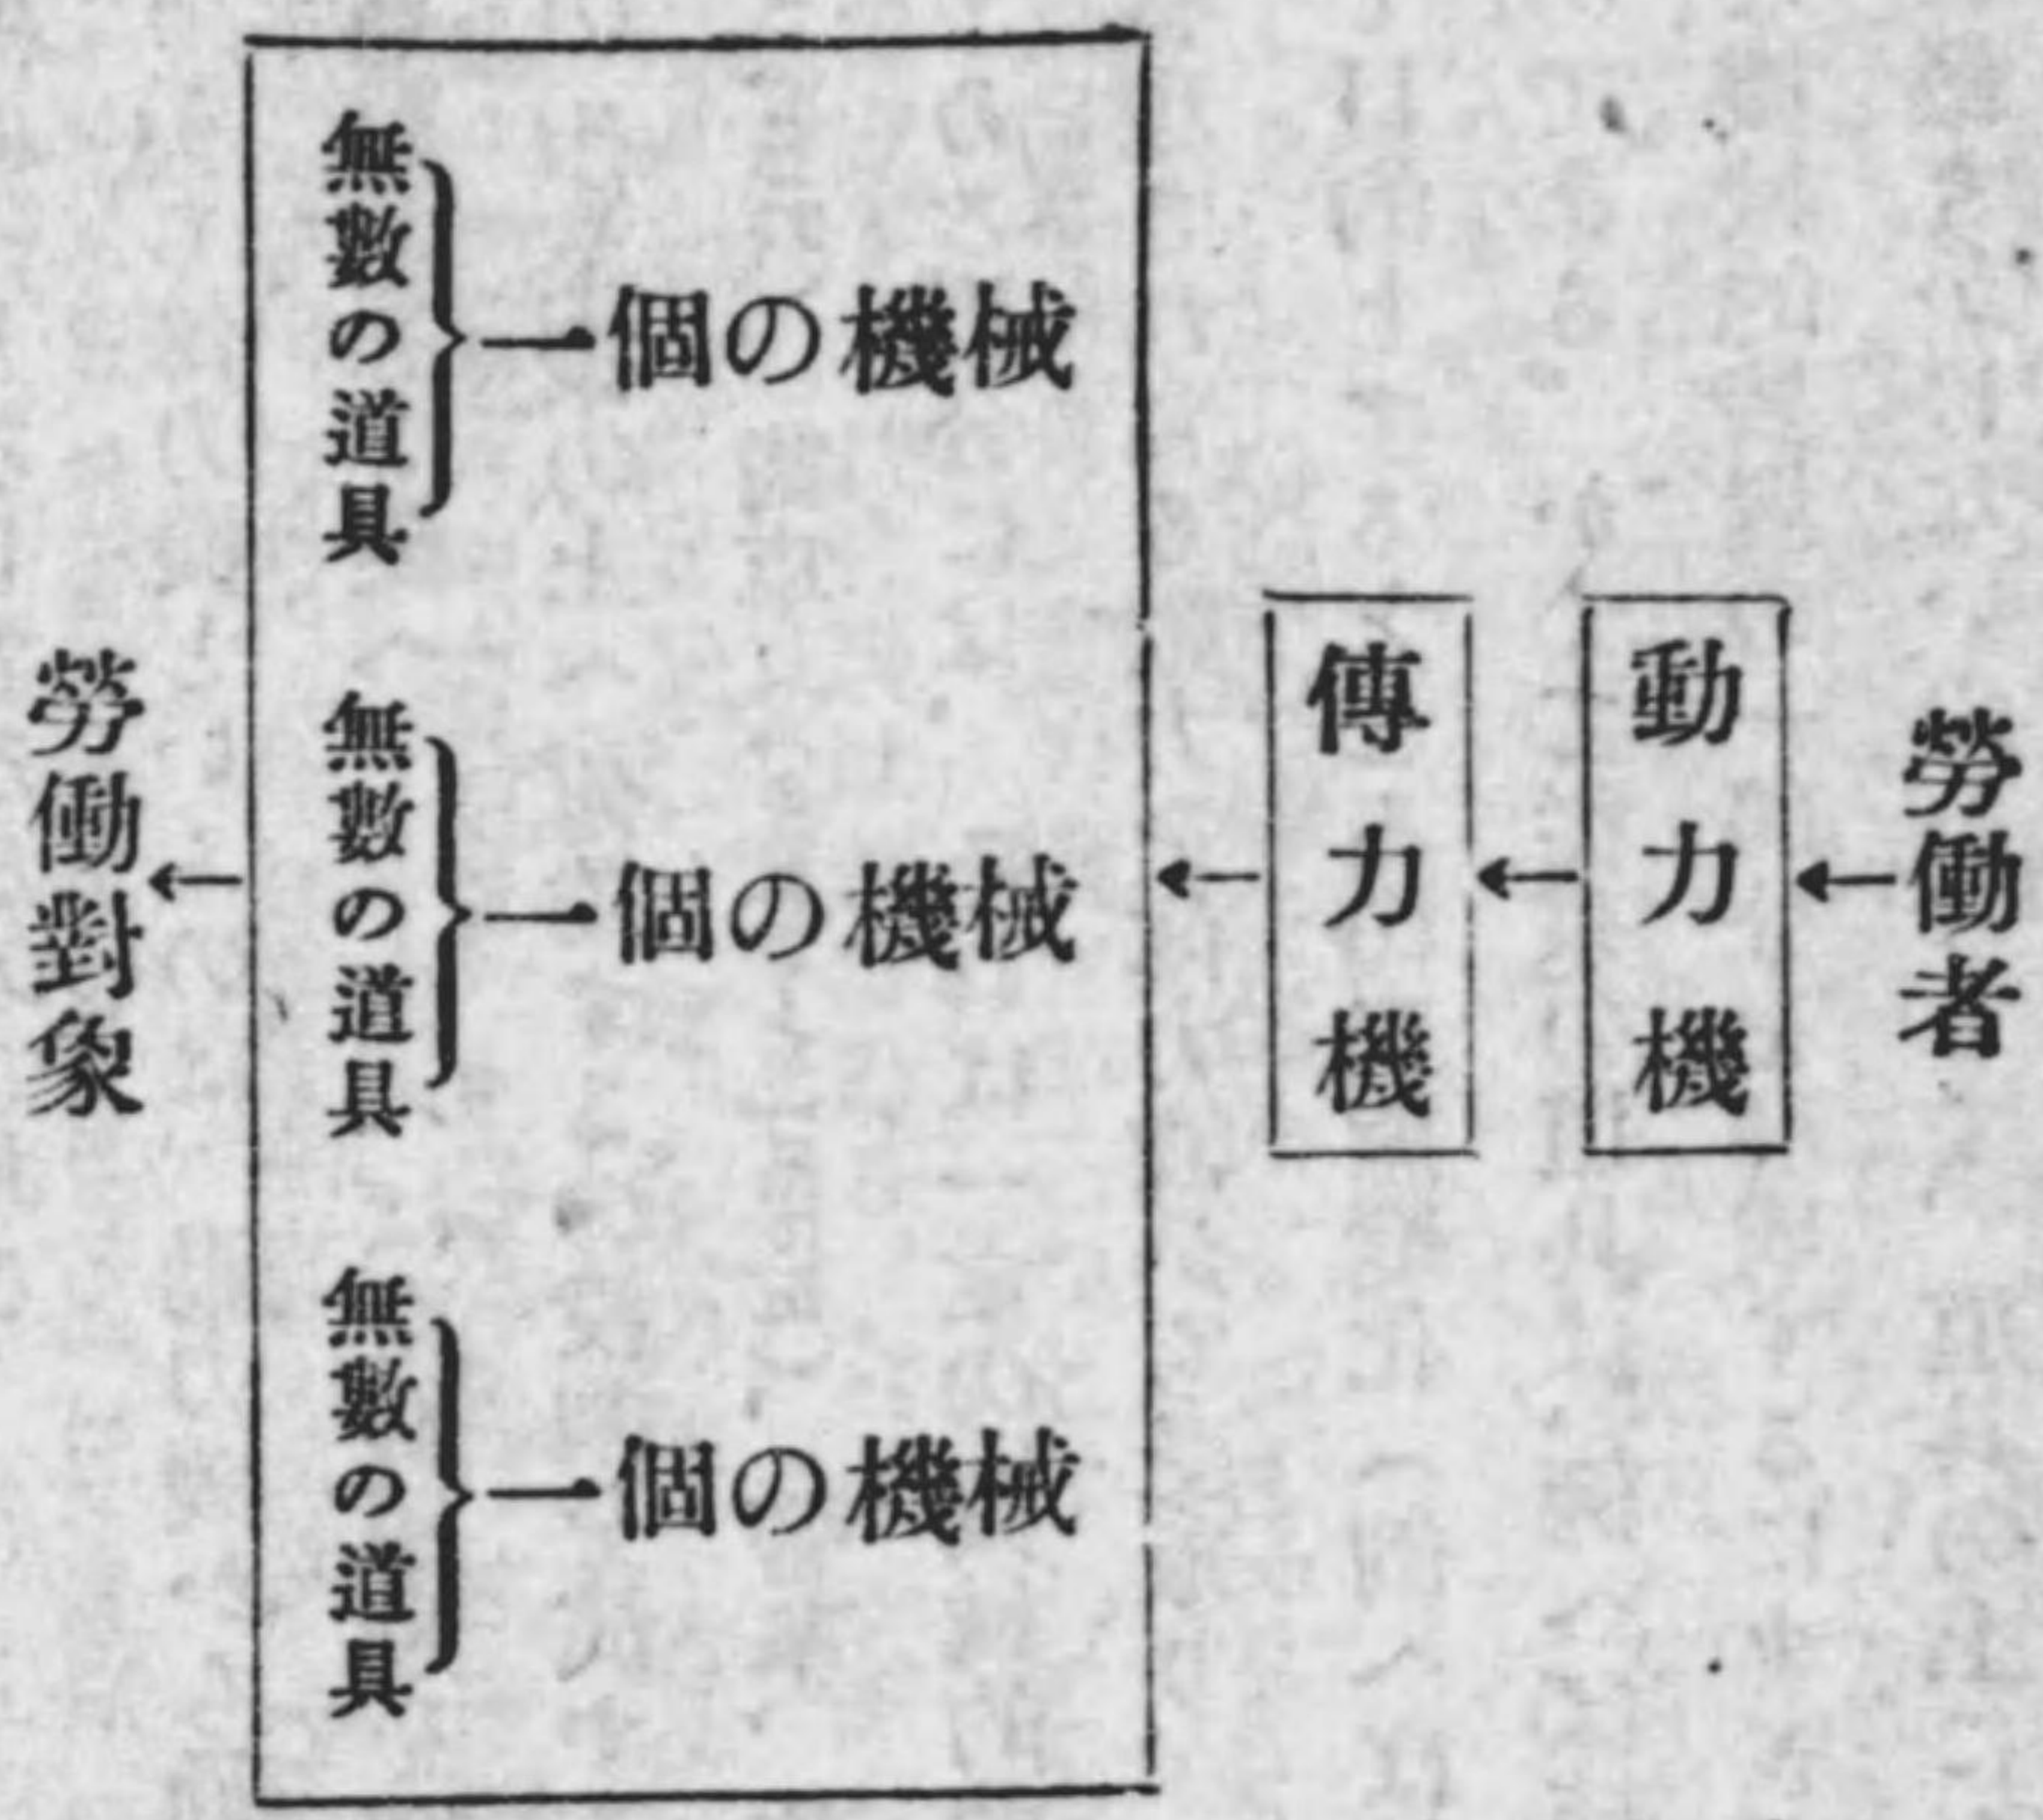 勞働者
動力機
傳力機
一個の機械
無數の道具
一個の機械
無數の道具
一個の機械
無數の道具
勞働對象